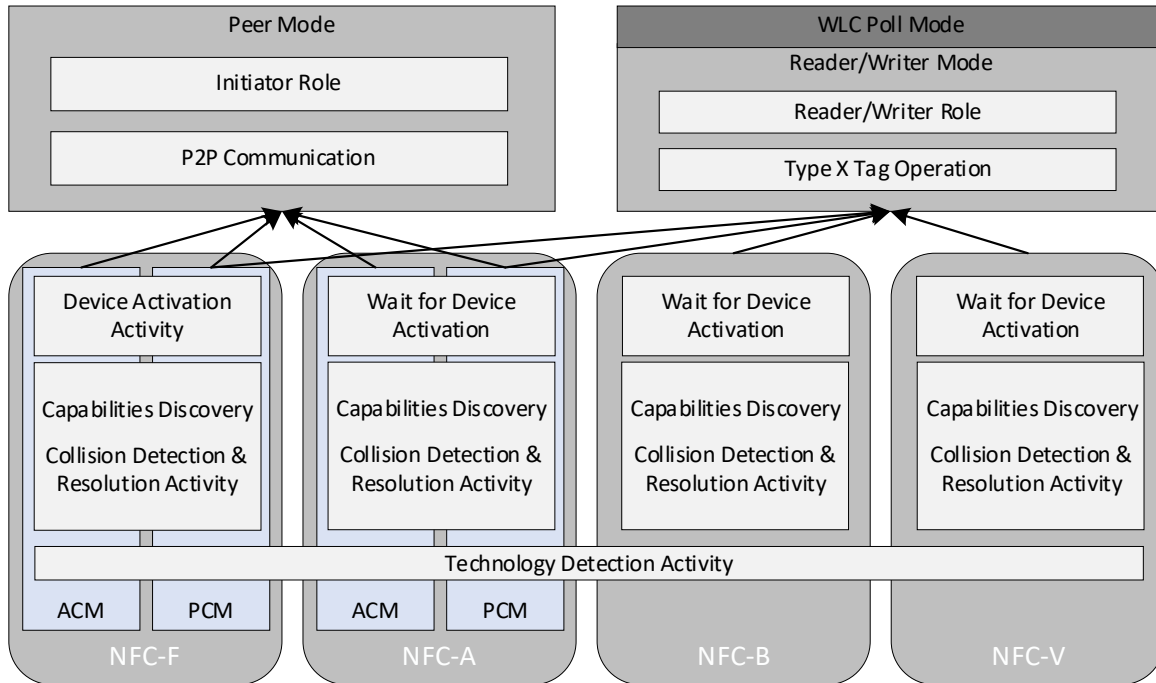 Peer Mode
Initiator Role
P2P Communication
WLC Poll Mode
Reader/Writer Mode
Reader/Writer Role
Type X Tag Operation
Device Activation
Activity
Capabilities Discovery
Collision Detection &
Resolution Activity
Wait for Device
Activation
Capabilities Discovery
Collision Detection &
Resolution Activity
Wait for Device
Activation
Capabilities Discovery
Collision Detection &
Resolution Activity
Wait for Device
Activation
Capabilities Discovery
Collision Detection &
Resolution Activity
Technology Detection Activity
ACM
PCM
ACM
PCM
NFC-F
NFC-A
NFC-B
NFC-V